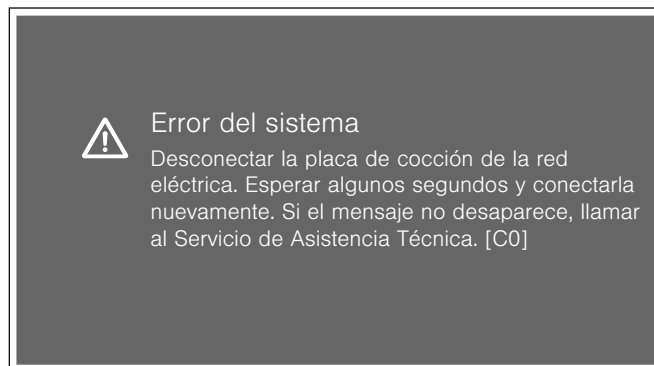 Error del sistema
Desconectar la placa de cocción de la red
eléctrica. Esperar algunos segundos y conectarla
nuevamente. Si el mensaje no desaparece, llamar
al Servicio de Asistencia Técnica. [C0]